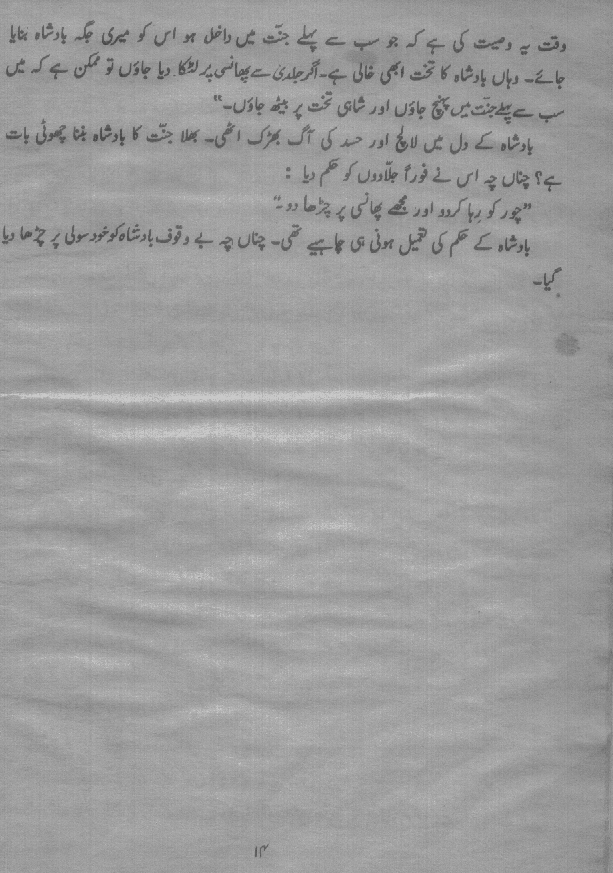 وقت یہ وصیت کی ہے کہ جو سب سے پہلے جنّت میں داخل ہو اس کو میری جگہ بادشاہ بنایا
جائے۔ وہاں بادشاہ کا تخت ابھی خالی ہے۔ اگر جلدی سے پھانسی پر لٹکا دیا جاؤں تو ممکن ہے کہ میں
سب سے پہلے جنّت میں پہنچ جاؤں اور شاہی تخت پر بیٹھ جاؤں۔“
بادشاہ کے دل میں لالچ اور حسد کی آگ بھڑک اٹھی۔ بھلا جنّت کا بادشاہ بننا چھوٹی بات
ہے؟ چناں چہ اس نے فوراً جلّادوں کو حکم دیا :
”چور کو رہا کردو اور مجھے پھانسی پر چڑھا دو۔“
بادشاہ کے حکم کی تعمیل ہونی ہی چاہیے تھی۔ چناں چہ بے وقوف بادشاہ کو خود سولی پر چڑھا دیا
گیا۔
۱۴